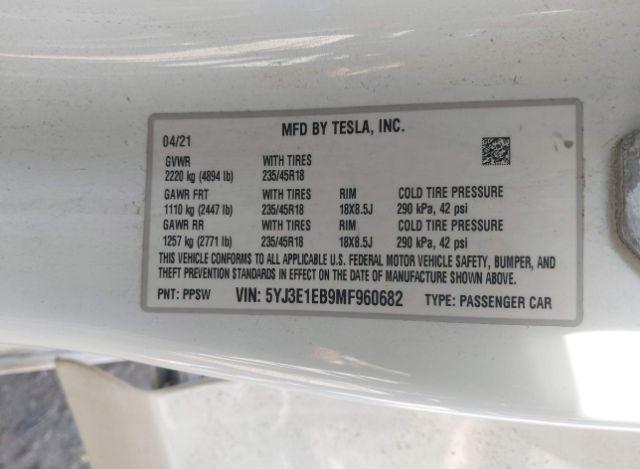 MFD BY TESLA, INC.
04/21
GVWR WITH TIRES
2220 kg (4894 lb) 235/45R18
GAWR FRT WITH TIRES RIM COLD TIRE PRESSURE
1110 kg (2447 lb) 235/45R18 18X8.5J 290 kPa, 42 psi
GAWR RR WITH TIRES RIM COLD TIRE PRESSURE
1257 kg (2771 lb) 235/45R18 18X8.5J 290 kPa, 42 psi
THIS VEHICLE CONFORMS TO ALL APPLICABLE U.S. FEDERAL MOTOR VEHICLE SAFETY, BUMPER, AND
THEFT PREVENTION STANDARDS IN EFFECT ON THE DATE OF MANUFACTURE SHOWN ABOVE.
PNT: PPSW VIN: 5YJ3E1EB9MF960682 TYPE: PASSENGER CAR